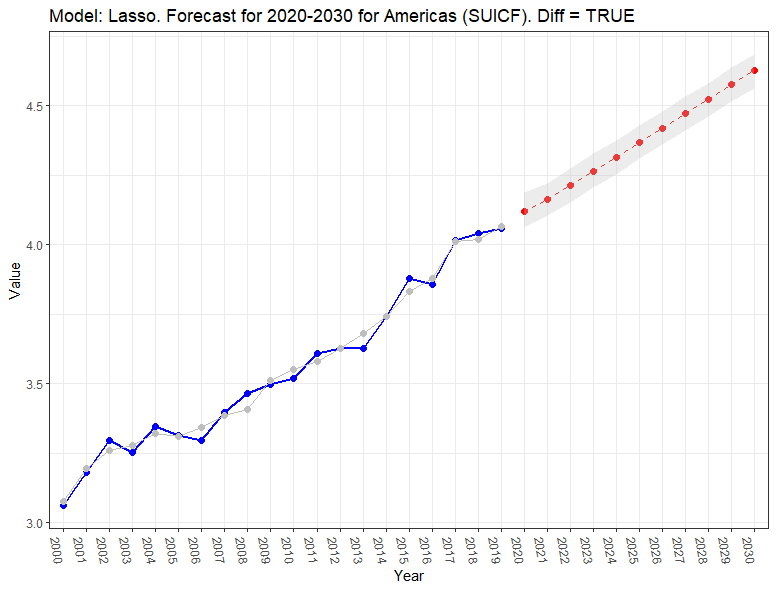 Model: Lasso. Forecast for 2020-2030 for Americas (SUICF). Diff = TRUE
4.5
4.0
3.5
3.0
Value
2000 2001 2002 2003 2004 2005 2006 2007 2008 2009 2010 2011 2012 2013 2014 2015 2016 2017 2018 2019 2020 2021 2022 2023 2024 2025 2026 2027 2028 2029 2030
Year